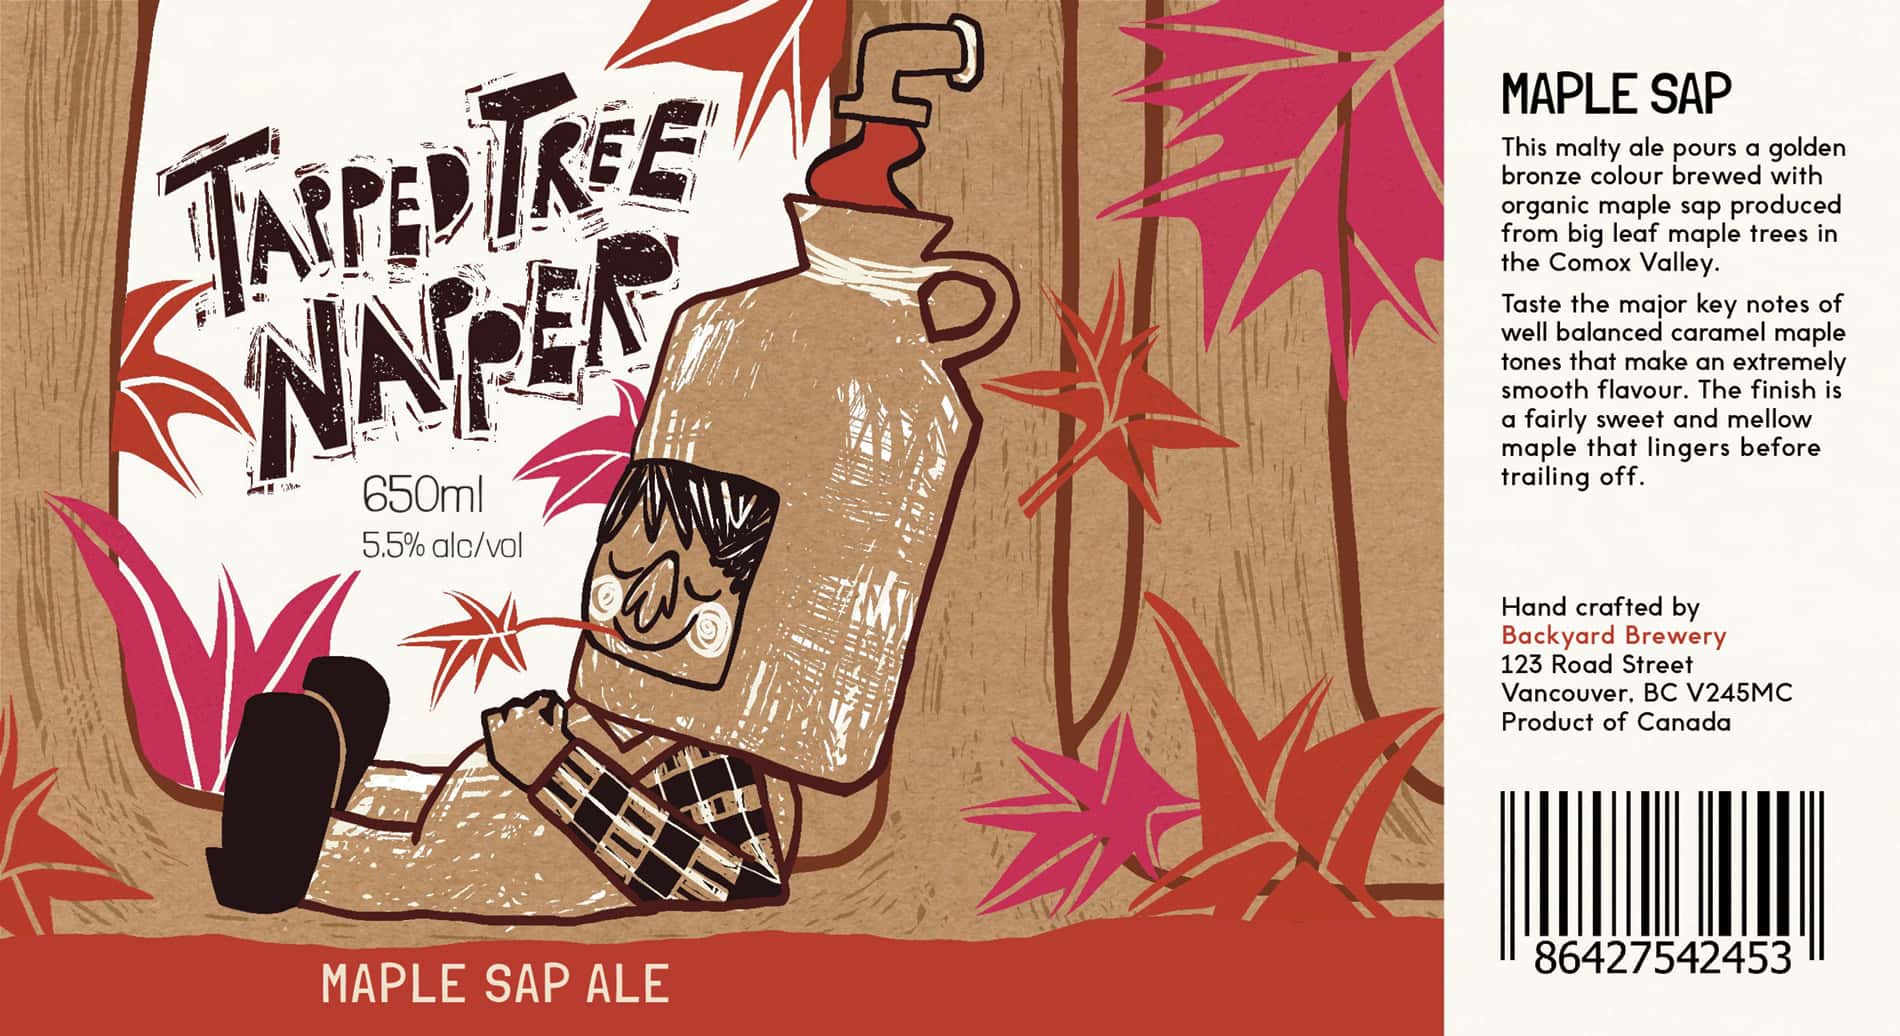 TAPPED TREE
NAPPER
650ml
5.5% alc/vol
MAPLE SAP ALE
MAPLE SAP
This malty ale pours a golden
bronze colour brewed with
organic maple sap produced
from big leaf maple trees in
the Comox Valley.
Taste the major key notes of
well balanced caramel maple
tones that make an extremely
smooth flavour. The finish is
a fairly sweet and mellow
maple that lingers before
trailing off.
Hand crafted by
Backyard Brewery
123 Road Street
Vancouver, BC V245MC
Product of Canada
86427542453